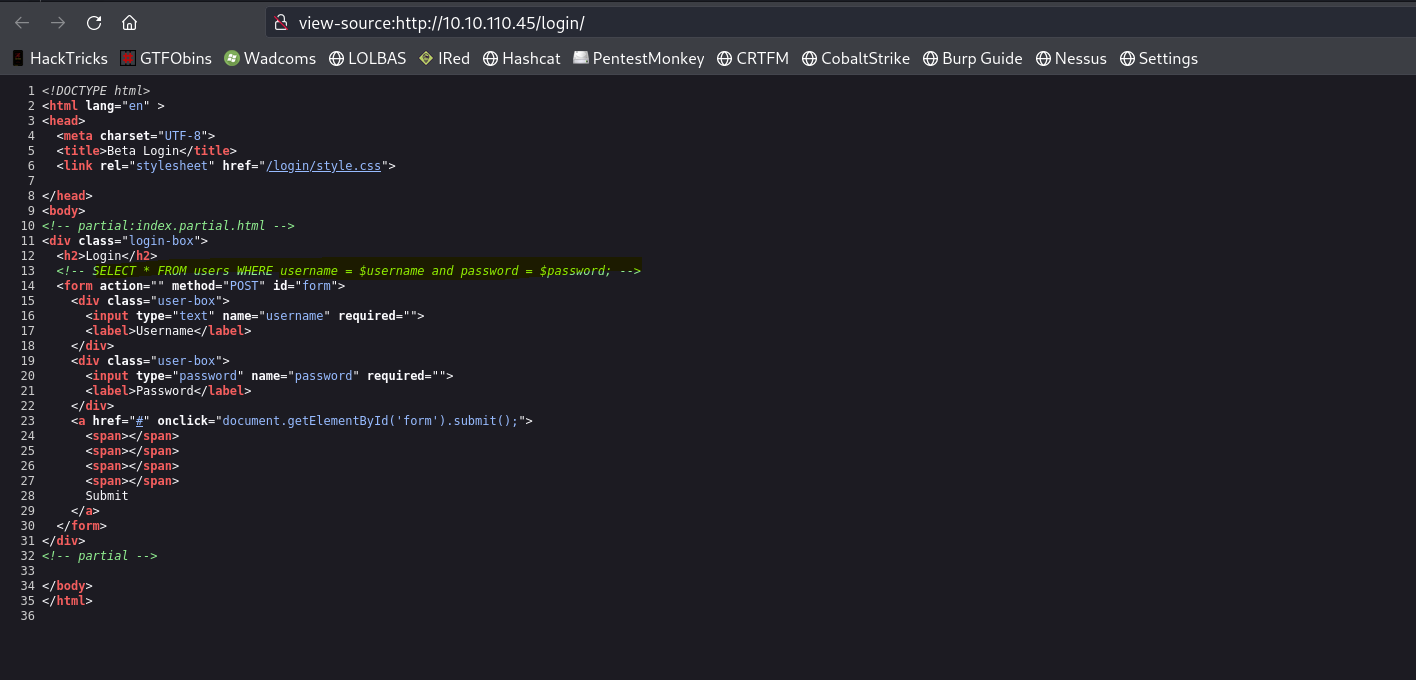 view-source:http://10.10.110.45/login/
HackTricks GTFObins Wadcoms LOLBAS IRed Hashcat PentestMonkey CRTFM CobaltStrike Burp Guide Nessus Settings
1 <!DOCTYPE html>
2 <html lang="en" >
3 <head>
4 <meta charset="UTF-8">
5 <title>Beta Login</title>
6 <link rel="stylesheet" href="/login/style.css">
7
8 </head>
9 <body>
10 <!-- partial:index.partial.html -->
11 <div class="login-box">
12 <h2>Login</h2>
13 <!-- SELECT * FROM users WHERE username = $username and password = $password; -->
14 <form action="" method="POST" id="form">
15 <div class="user-box">
16 <input type="text" name="username" required="">
17 <label>Username</label>
18 </div>
19 <div class="user-box">
20 <input type="password" name="password" required="">
21 <label>Password</label>
22 </div>
23 <a href="#" onclick="document.getElementById('form').submit();">
24 <span></span>
25 <span></span>
26 <span></span>
27 <span></span>
28 Submit
29 </a>
30 </form>
31 </div>
32 <!-- partial -->
33
34 </body>
35 </html>
36